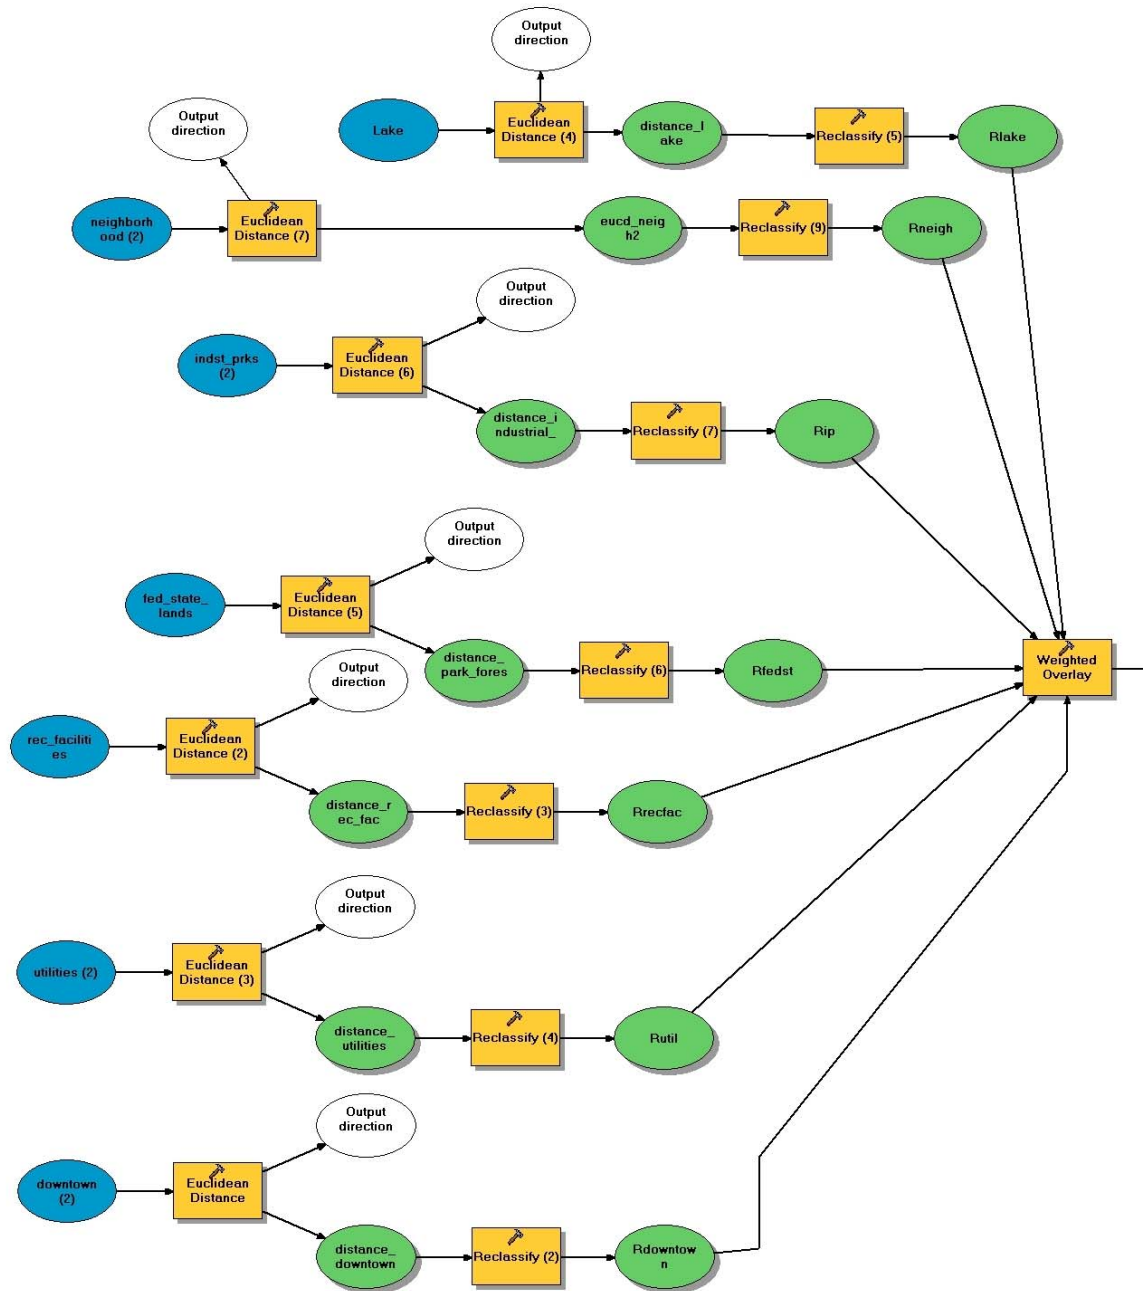 Output
direction
Lake
Euclidean
Distance (4)
distance_l
ake
Reclassify (5)
Rlake
Output
direction
neighborh
ood (2)
Euclidean
Distance (7)
eucd_neig
h2
Reclassify (9)
Rneigh
Output
direction
indst_prks
(2)
Euclidean
Distance (6)
distance_i
ndustrial_
Reclassify (7)
Rip
Output
direction
fed_state_
lands
Euclidean
Distance (5)
distance_
park_fores
Reclassify (6)
Rfedst
Weighted
Overlay
Output
direction
rec_faciliti
es
Euclidean
Distance (2)
distance_r
ec_fac
Reclassify (3)
Rrecfac
Output
direction
utilities (2)
Euclidean
Distance (3)
distance_
utilities
Reclassify (4)
Rutil
Output
direction
downtown
(2)
Euclidean
Distance
distance_
downtown
Reclassify (2)
Rdowntow
n